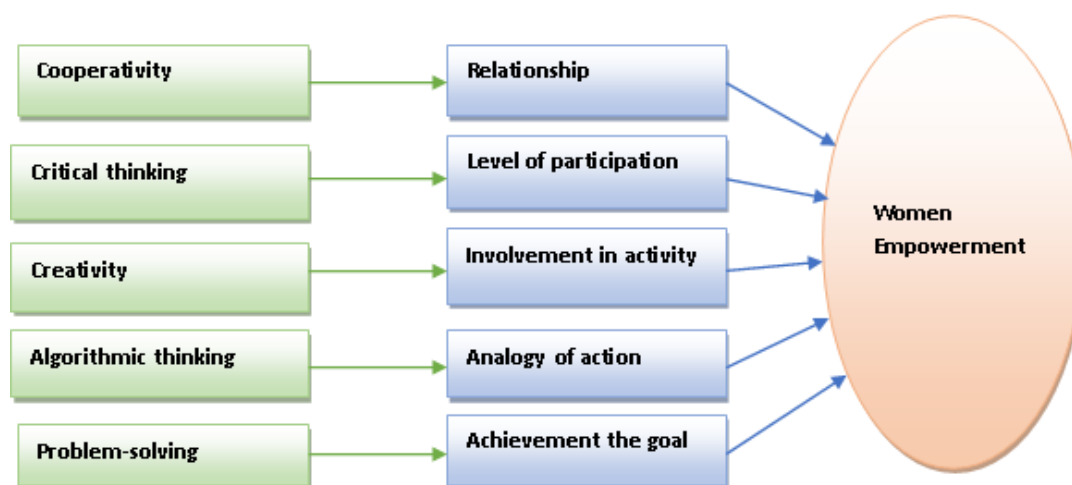 Cooperativity
Relationship
Critical thinking
Level of participation
Creativity
Involvement in activity
Women
Empowerment
Algorithmic thinking
Analogy of action
Problem-solving
Achievement the goal